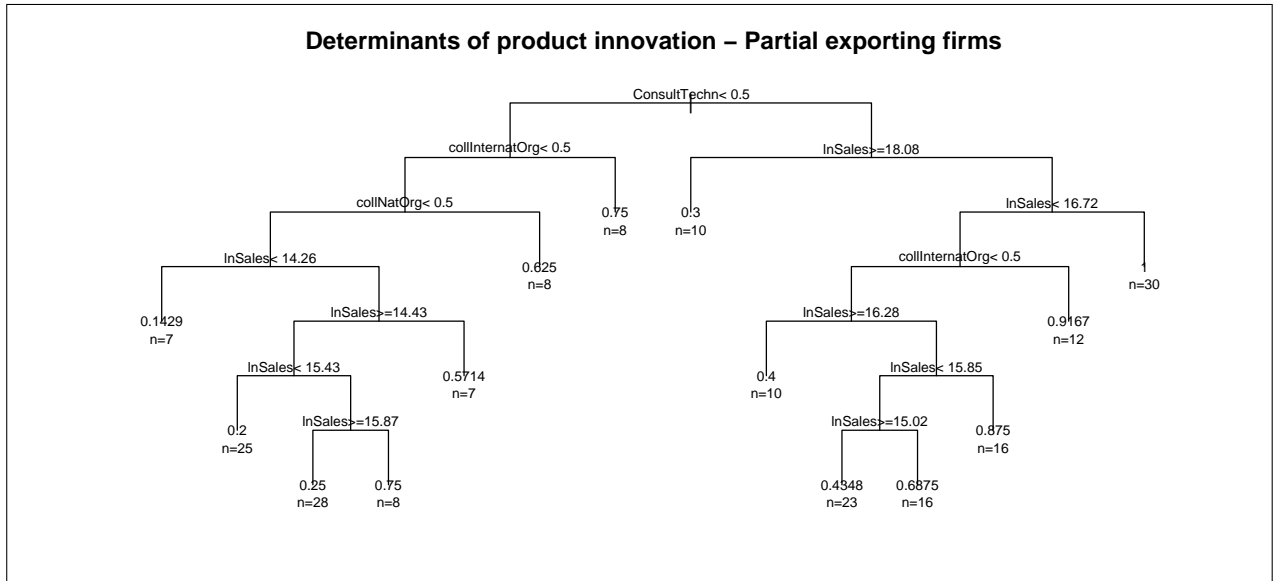 Determinants of product innovation – Partial exporting firms
ConsultTechn< 0.5
collInternatOrg< 0.5
lnSales>=18.08
collNatOrg< 0.5
0.75
n=8
0.3
n=10
lnSales< 16.72
lnSales< 14.26
0.625
n=8
collInternatOrg< 0.5
1
n=30
0.1429
n=7
lnSales>=14.43
lnSales>=16.28
0.9167
n=12
lnSales< 15.43
0.5714
n=7
0.4
n=10
lnSales< 15.85
0.2
n=25
lnSales>=15.87
lnSales>=15.02
0.875
n=16
0.25
n=28
0.75
n=8
0.4348
n=23
0.6875
n=16